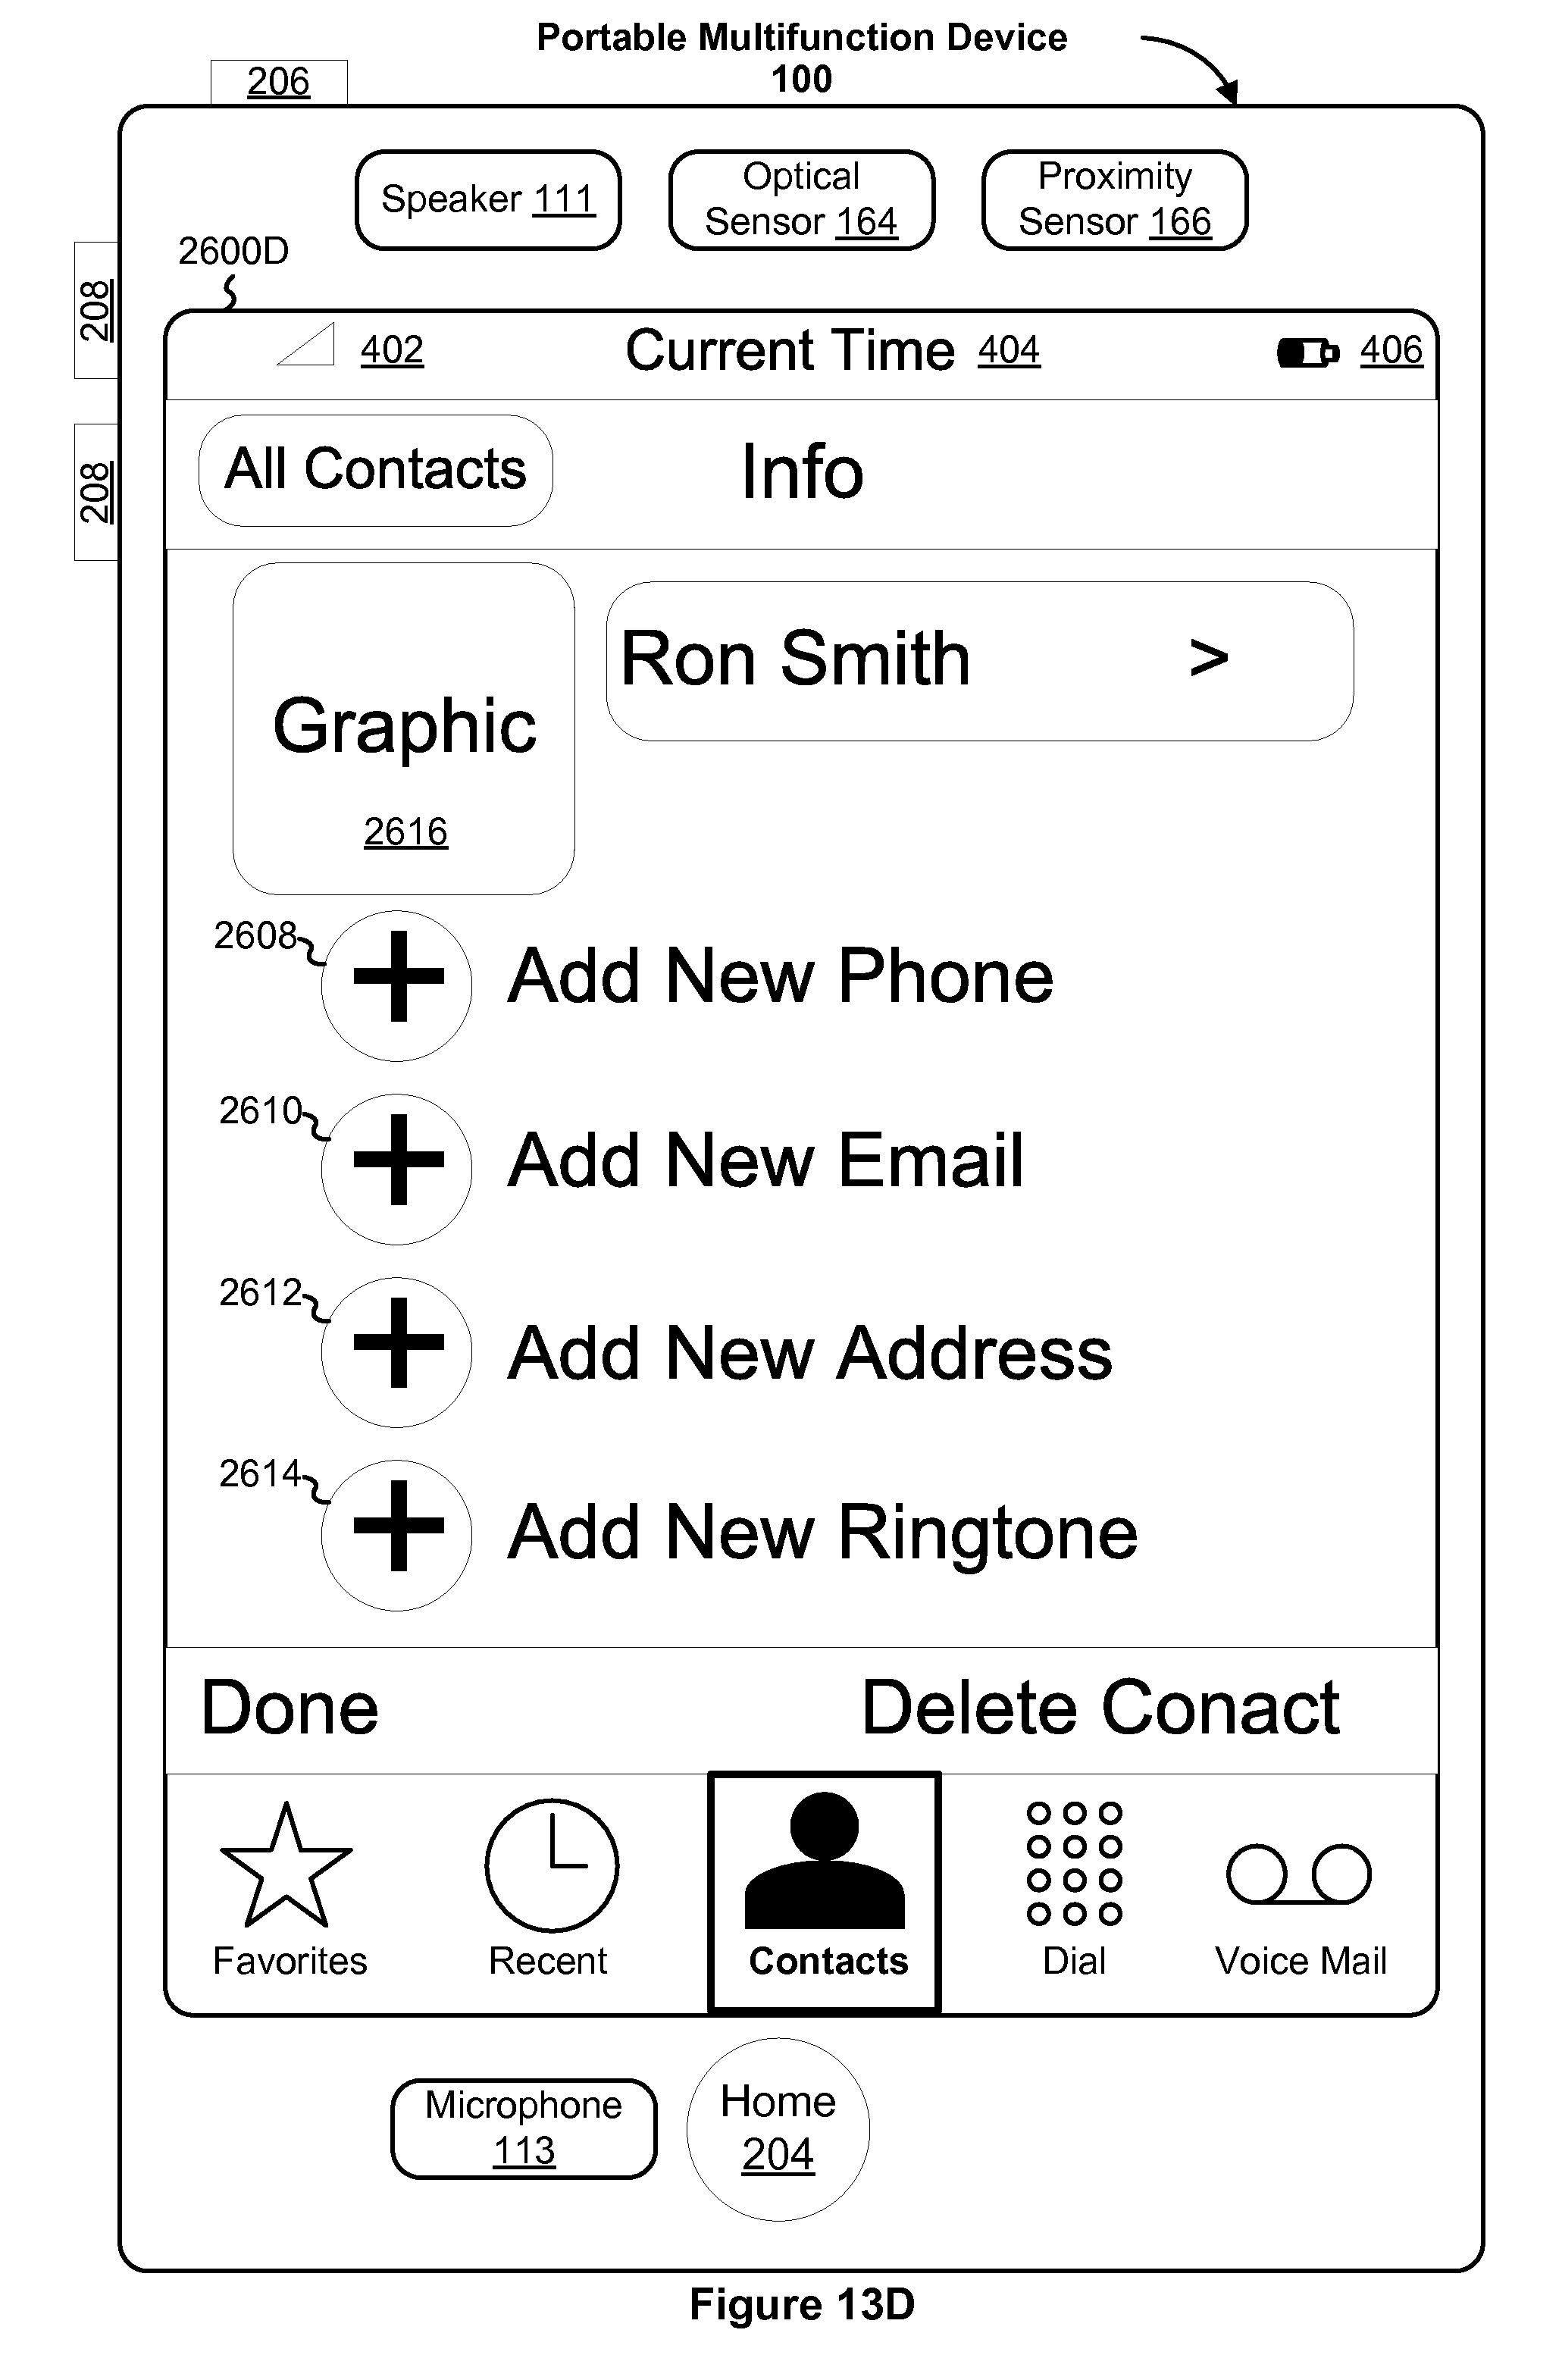 Portable Multifunction Device
100
206
Speaker 111
Optical
Sensor 164
Proximity
Sensor 166
2600D
208
208
402
Current Time 404
406
All Contacts
Info
Graphic
2616
Ron Smith >
2608
Add New Phone
2610
Add New Email
2612
Add New Address
2614
Add New Ringtone
Done
Delete Conact
Favorites
Recent
Contacts
Dial
Voice Mail
Microphone
113
Home
204
Figure 13D